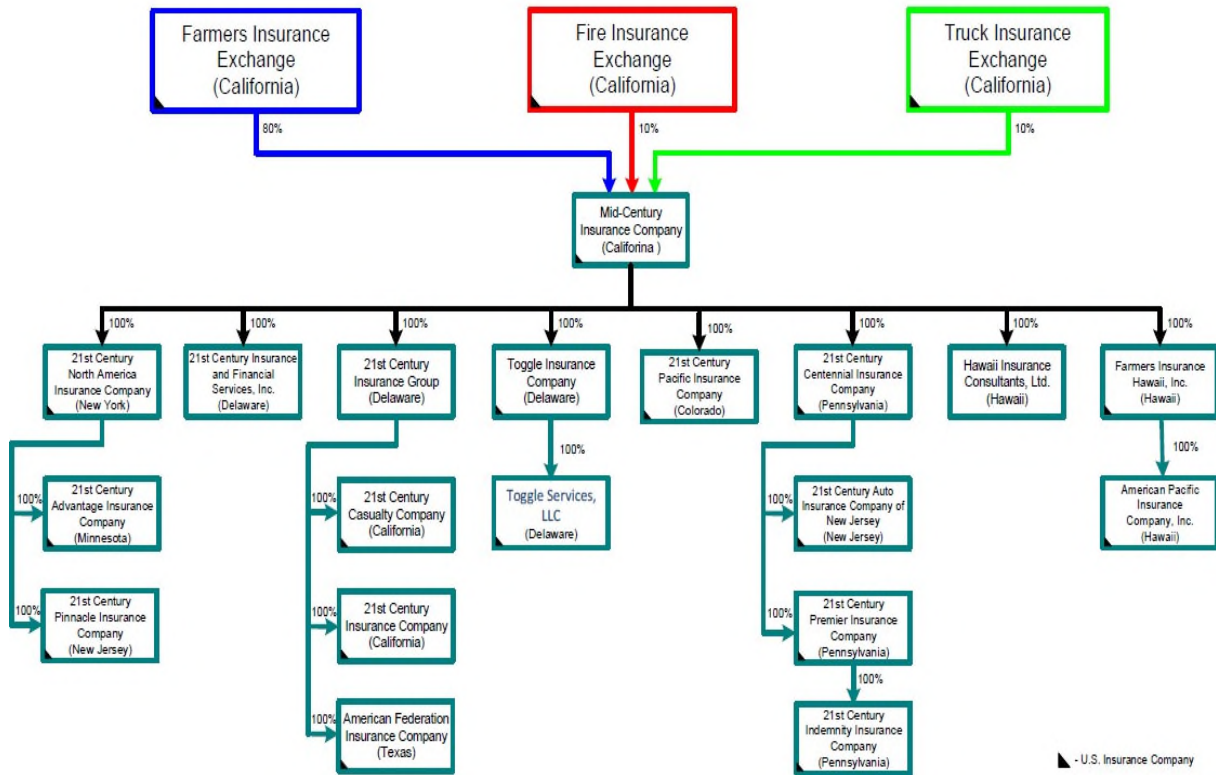 Farmers Insurance
Exchange
(California)
Fire Insurance
Exchange
(California)
Truck Insurance
Exchange
(California)
80%
10%
10%
Mid-Century
Insurance Company
(Califorina )
100%
100%
100%
100%
100%
100%
100%
100%
21st Century
North America
Insurance Company
(New York)
21st Century Insurance
and Financial
Services, Inc.
(Delaware)
21st Century
Insurance Group
(Delaware)
Toggle Insurance
Company
(Delaware)
21st Century
Pacific Insurance
Company
(Colorado)
21st Century
Centennial Insurance
Company
(Pennsylvania)
Hawaii Insurance
Consultants, Ltd.
(Hawaii)
Farmers Insurance
Hawaii, Inc.
(Hawaii)
100%
100%
100%
21st Century
Advantage Insurance
Company
(Minnesota)
100%
21st Century
Casualty Company
(California)
Toggle Services,
LLC
(Delaware)
100%
21st Century Auto
Insurance Company of
New Jersey
(New Jersey)
American Pacific
Insurance
Company, Inc.
(Hawaii)
100%
21st Century
Pinnacle Insurance
Company
(New Jersey)
100%
21st Century
Insurance Company
(California)
100%
21st Century
Premier Insurance
Company
(Pennsylvania)
100%
100%
American Federation
Insurance Company
(Texas)
21st Century
Indemnity Insurance
Company
(Pennsylvania)
- U.S. Insurance Company